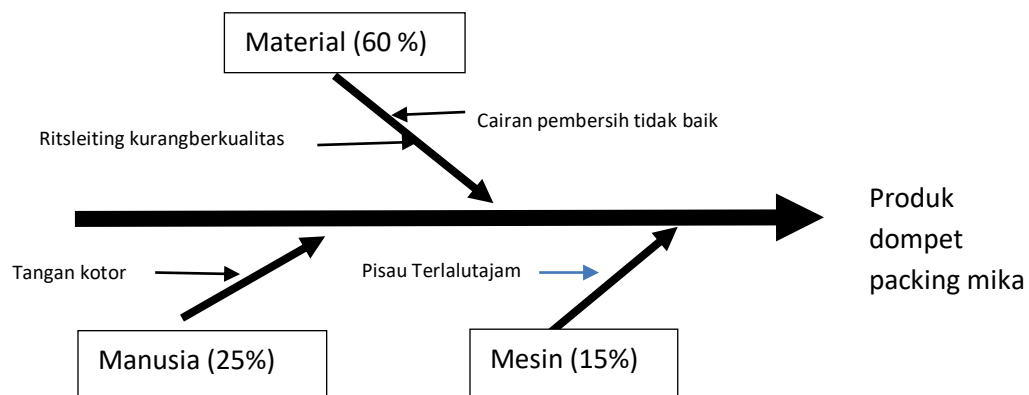 Material (60 %)
Cairan pembersih tidak baik
Ritsleiting kurangberkualitas
Produk
dompet
packing mika
Tangan kotor
Pisau Terlalutajam
Manusia (25%)
Mesin (15%)